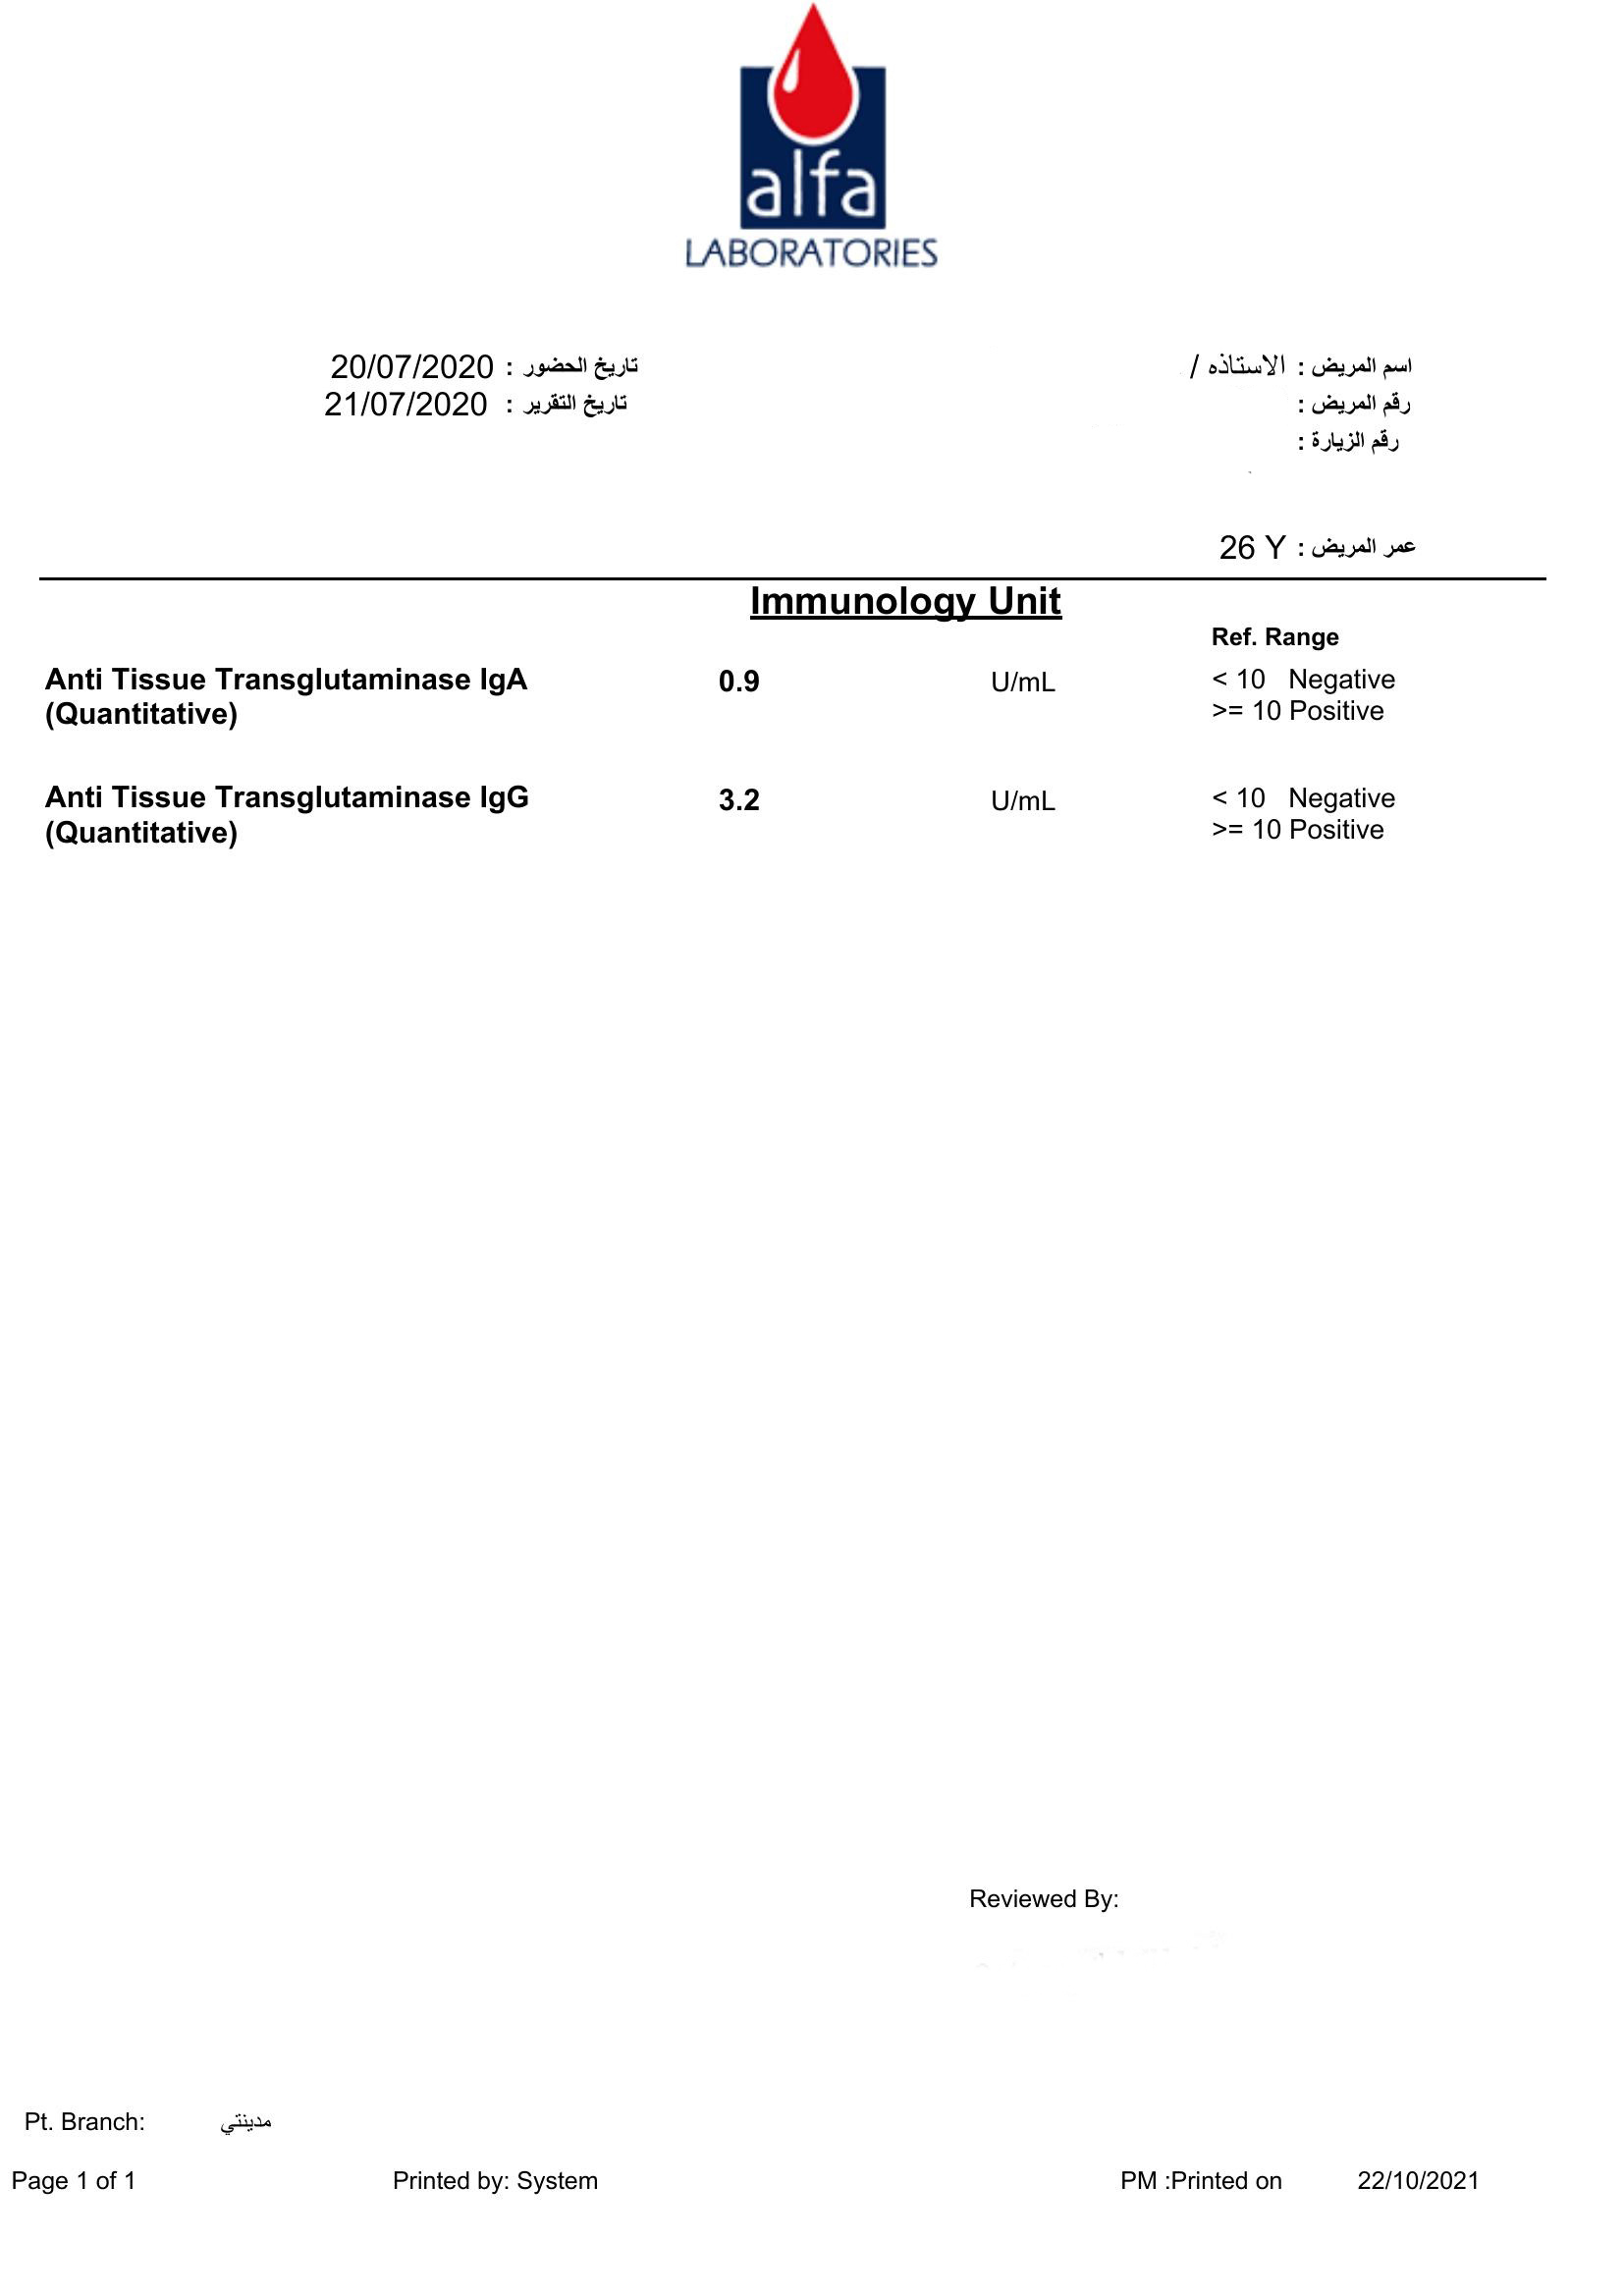 alfa
LABORATORIES
اسم المريض : الاستاذه /
تاريخ الحضور : 20/07/2020
رقم المريض :
تاريخ التقرير : 21/07/2020
رقم الزيارة :
عمر المريض : 26 Y
Immunology Unit
Ref. Range
Anti Tissue Transglutaminase IgA 0.9 U/mL < 10 Negative
(Quantitative) >= 10 Positive
Anti Tissue Transglutaminase IgG 3.2 U/mL < 10 Negative
(Quantitative) >= 10 Positive
Reviewed By:
Pt. Branch: مدينتي
Page 1 of 1 Printed by: System PM :Printed on 22/10/2021